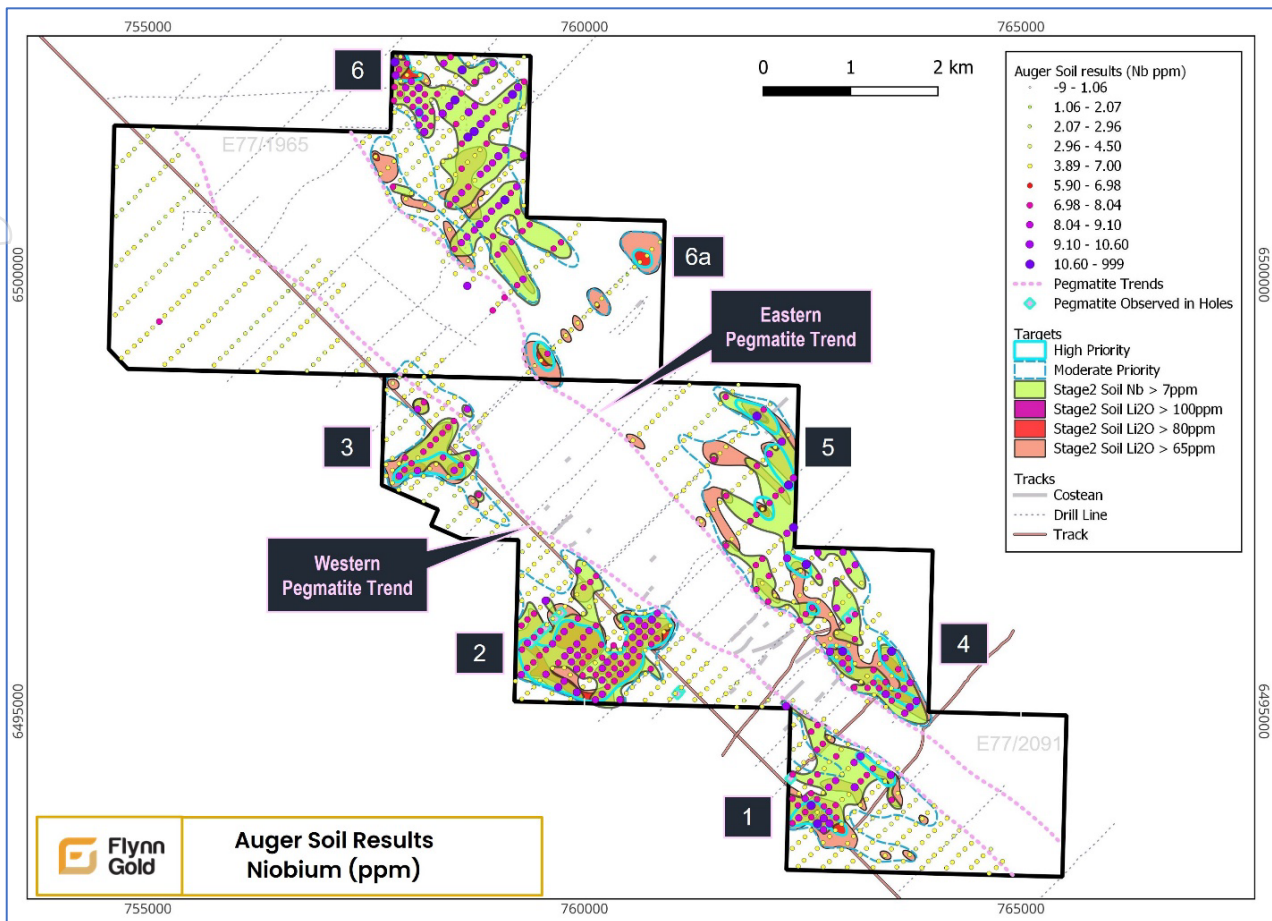 755000
760000
765000
6
0
1
2 km
Auger Soil results (Nb ppm)
-9 - 1.06
1.06 - 2.07
2.07 - 2.96
2.96 - 4.50
3.89 - 7.00
5.90 - 6.98
6.98 - 8.04
8.04 - 9.10
9.10 - 10.60
10.60 - 999
Pegmatite Trends
Pegmatite Observed in Holes
Targets
High Priority
Moderate Priority
Stage2 Soil Nb > 7ppm
Stage2 Soil Li2O > 100ppm
Stage2 Soil Li2O > 80ppm
Stage2 Soil Li2O > 65ppm
Tracks
Costean
Drill Line
Track
E77/1965
6500000
6a
6500000
Eastern
Pegmatite Trend
3
5
Western
Pegmatite Trend
2
4
6495000
6495000
E77/2091
1
Flynn
Gold
Auger Soil Results
Niobium (ppm)
755000
760000
765000